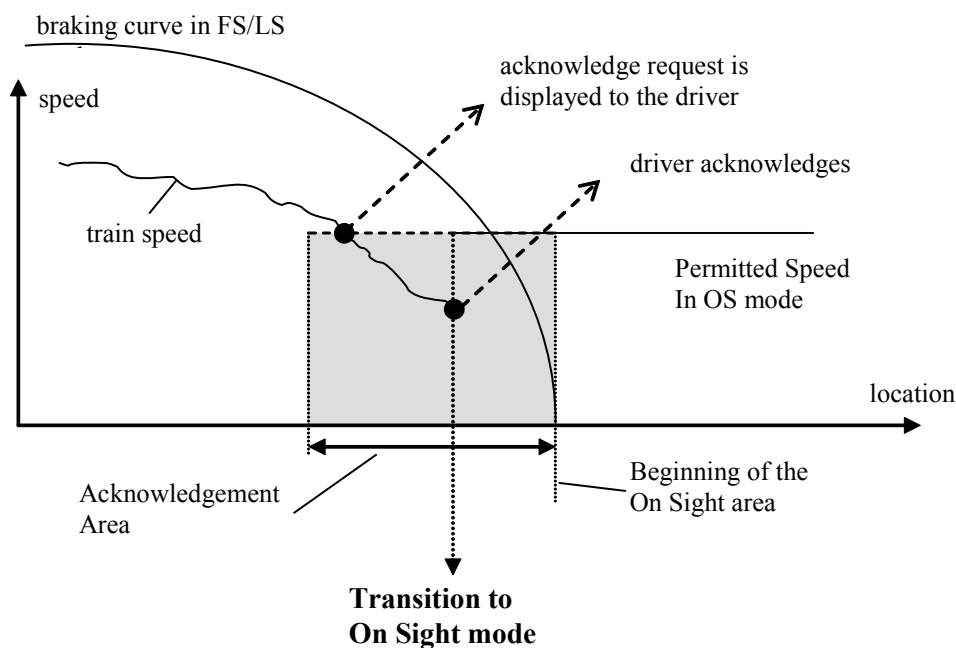 braking curve in FS/LS
speed
acknowledge request is
displayed to the driver
driver acknowledges
train speed
Permitted Speed
In OS mode
location
Acknowledgement
Area
Beginning of the
On Sight area
Transition to
On Sight mode